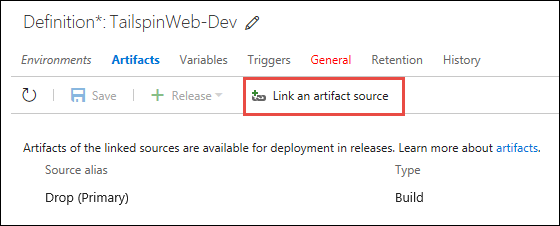 Definition*: TailspinWeb-Dev
Environments Artifacts Variables Triggers General Retention History
Save Release Link an artifact source
Artifacts of the linked sources are available for deployment in releases. Learn more about artifacts.
Source alias Type
Drop (Primary) Build